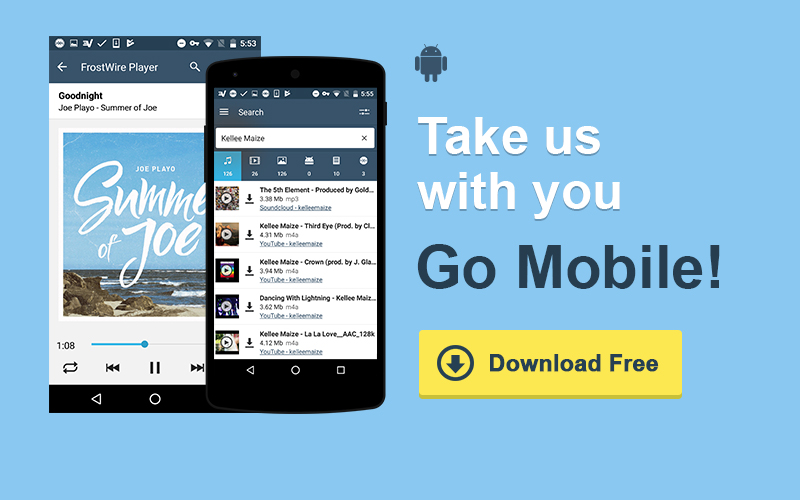 5:53
FrostWire Player
Goodnight
Joe Playo - Summer of Joe
JOE PLAYO
Summe
of Joe
1:08
5:55
Search
Kellee Maize
126
26
126
0
10
3
The 5th Element - Produced by Gold...
3.38 Mb mp3
Soundcloud - kelleemaize
Kellee Maize - Third Eye (Prod. by Cl...
4.31 Mb m4a
YouTube - kelleemaize
Kellee Maize - Crown (prod. by J. Gla...
3.94 Mb m4a
YouTube - kelleemaize
Dancing With Lightning - Kellee Maiz...
3.62 Mb m4a
YouTube - kelleemaize
Kellee Maize - La La Love__AAC_128k
4.12 Mb m4a
YouTube - kelleemaize
Take us
with you
Go Mobile!
Download Free